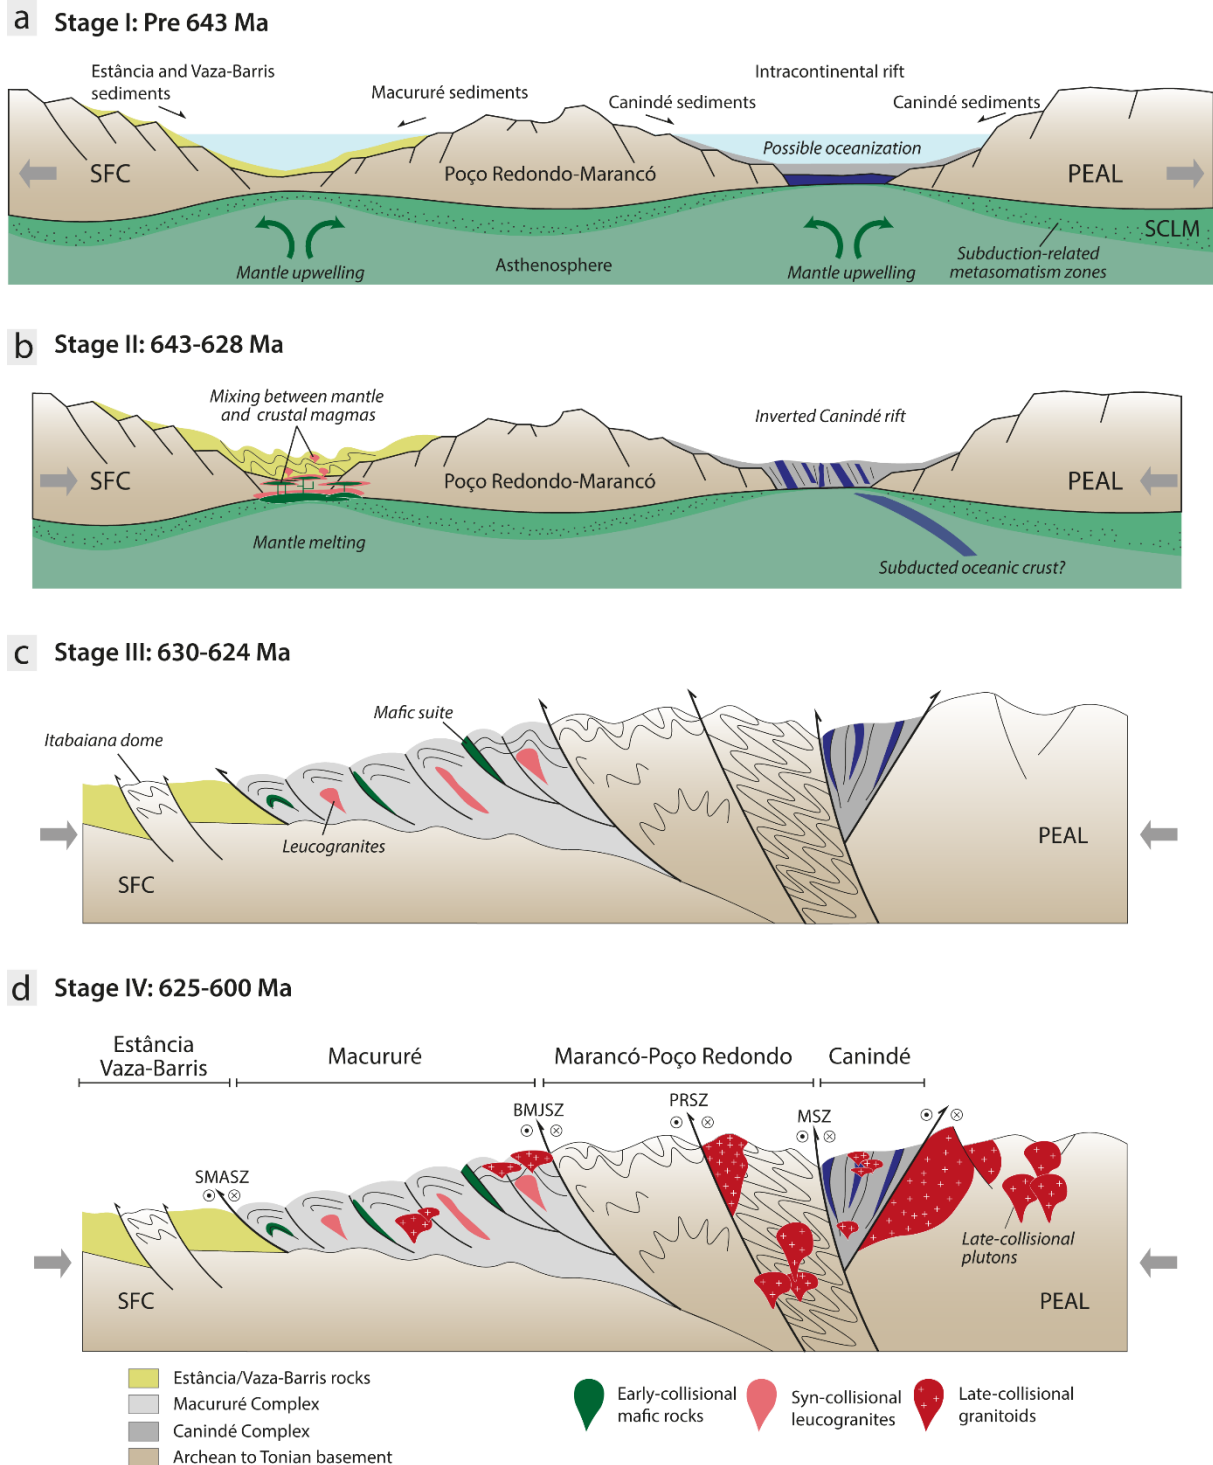 a Stage I: Pre 643 Ma
Estância and Vaza-Barris
sediments
Macururé sediments
Intracontinental rift
Canindé sediments
Canindé sediments
Possible oceanization
SFC
Poço Redondo-Marancó
PEAL
SCLM
Mantle upwelling
Asthenosphere
Mantle upwelling
Subduction-related
metasomatism zones
b Stage II: 643-628 Ma
Mixing between mantle
and crustal magmas
Inverted Canindé rift
SFC
Poço Redondo-Marancó
PEAL
Mantle melting
Subducted oceanic crust?
c Stage III: 630-624 Ma
Mafic suite
Itabaiana dome
Leucogranites
PEAL
SFC
d Stage IV: 625-600 Ma
Estância
Vaza-Barris
Macururé
Marancó-Poço Redondo
Canindé
BMJSZ
PRSZ
MSZ
SMASZ
Late-collisional
plutons
SFC
PEAL
Estância/Vaza-Barris rocks
Macururé Complex
Canindé Complex
Archean to Tonian basement
Early-collisional
mafic rocks
Syn-collisional
leucogranites
Late-collisional
granitoids